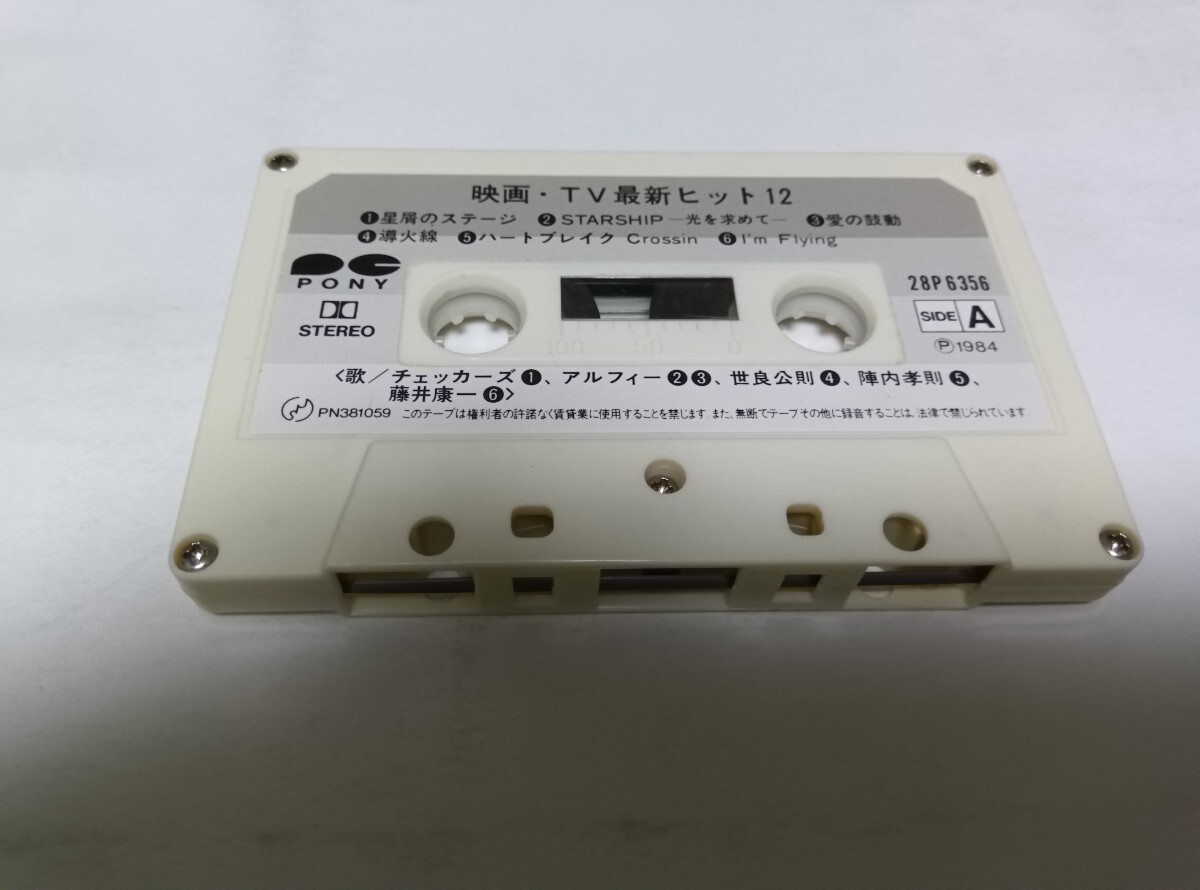 映画・TV最新ヒット12
❶星屑のステージ ❷STARSHIP—光を求めて— ❸愛の鼓動
❹導火線 ❺ハートブレイク Crossin ❻I'm Flying
PONY
28P6356
STEREO
SIDE A
Ⓟ1984
100 50 0
〈歌／チェッカーズ❶、アルフィー❷❸、世良公則❹、陣内孝則❺、
藤井康一❻〉
PN381059 このテープは権利者の許諾なく賃貸業に使用することを禁じます また、無断でテープその他に録音することは、法律で禁じられています